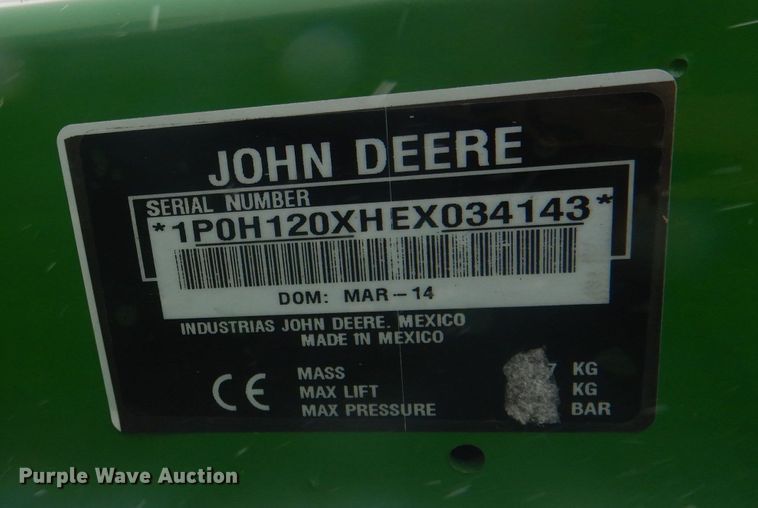 JOHN DEERE
SERIAL NUMBER
*1P0H120XHEX034143*
DOM: MAR-14
INDUSTRIAS JOHN DEERE. MEXICO
MADE IN MEXICO
CE
MASS 7 KG
MAX LIFT KG
MAX PRESSURE BAR
Purple Wave Auction